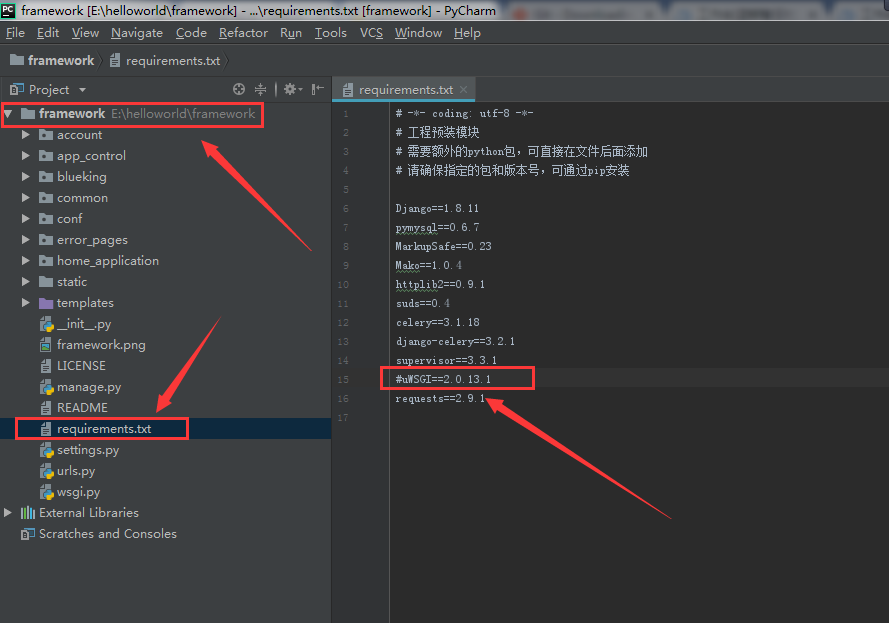 framework [E:\helloworld\framework] - ...\requirements.txt [framework] - PyCharm
File Edit View Navigate Code Refactor Run Tools VCS Window Help
framework requirements.txt
Project
requirements.txt
framework E:\helloworld\framework
account
app_control
blueking
common
conf
error_pages
home_application
static
templates
__init__.py
framework.png
LICENSE
manage.py
README
requirements.txt
settings.py
urls.py
wsgi.py
External Libraries
Scratches and Consoles
1 # -*- coding: utf-8 -*-
2 # 工程预装模块
3 # 需要额外的python包，可直接在文件后面添加
4 # 请确保指定的包和版本号，可通过pip安装
5
6 Django==1.8.11
7 pymysql==0.6.7
8 MarkupSafe==0.23
9 Mako==1.0.4
10 httplib2==0.9.1
11 suds==0.4
12 celery==3.1.18
13 django-celery==3.2.1
14 supervisor==3.3.1
15 #uWSGI==2.0.13.1
16 requests==2.9.1
17